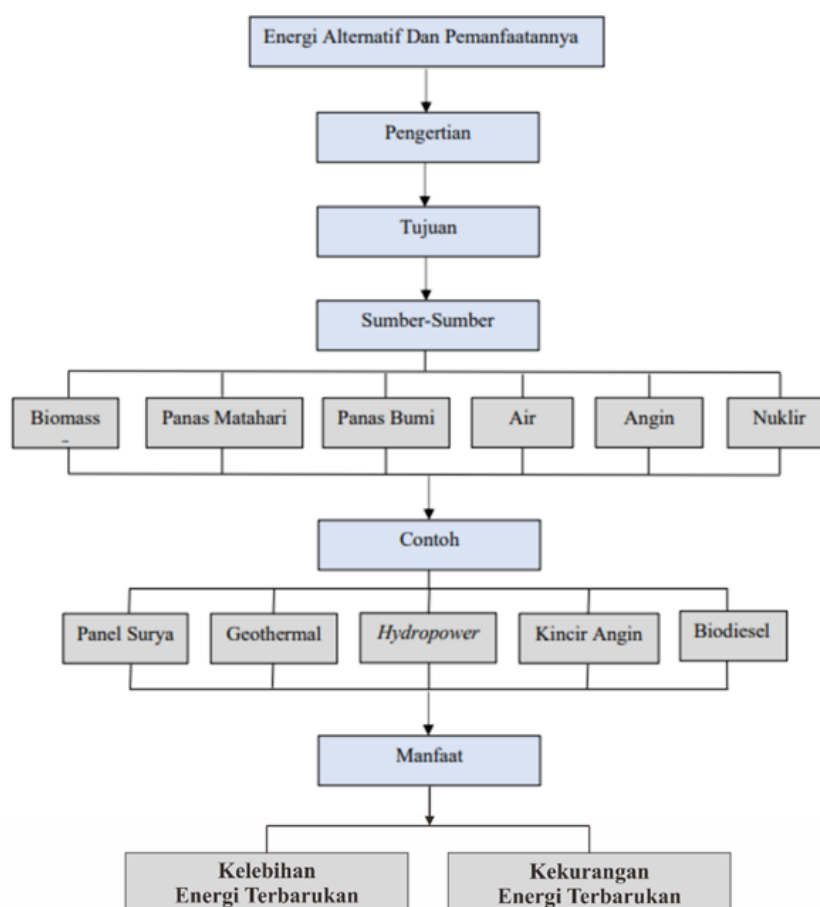 Energi Alternatif Dan Pemanfaatannya
Pengertian
Tujuan
Sumber-Sumber
Biomass
Panas Matahari
Panas Bumi
Air
Angin
Nuklir
Contoh
Panel Surya
Geothermal
Hydropower
Kincir Angin
Biodiesel
Manfaat
Kelebihan
Energi Terbarukan
Kekurangan
Energi Terbarukan